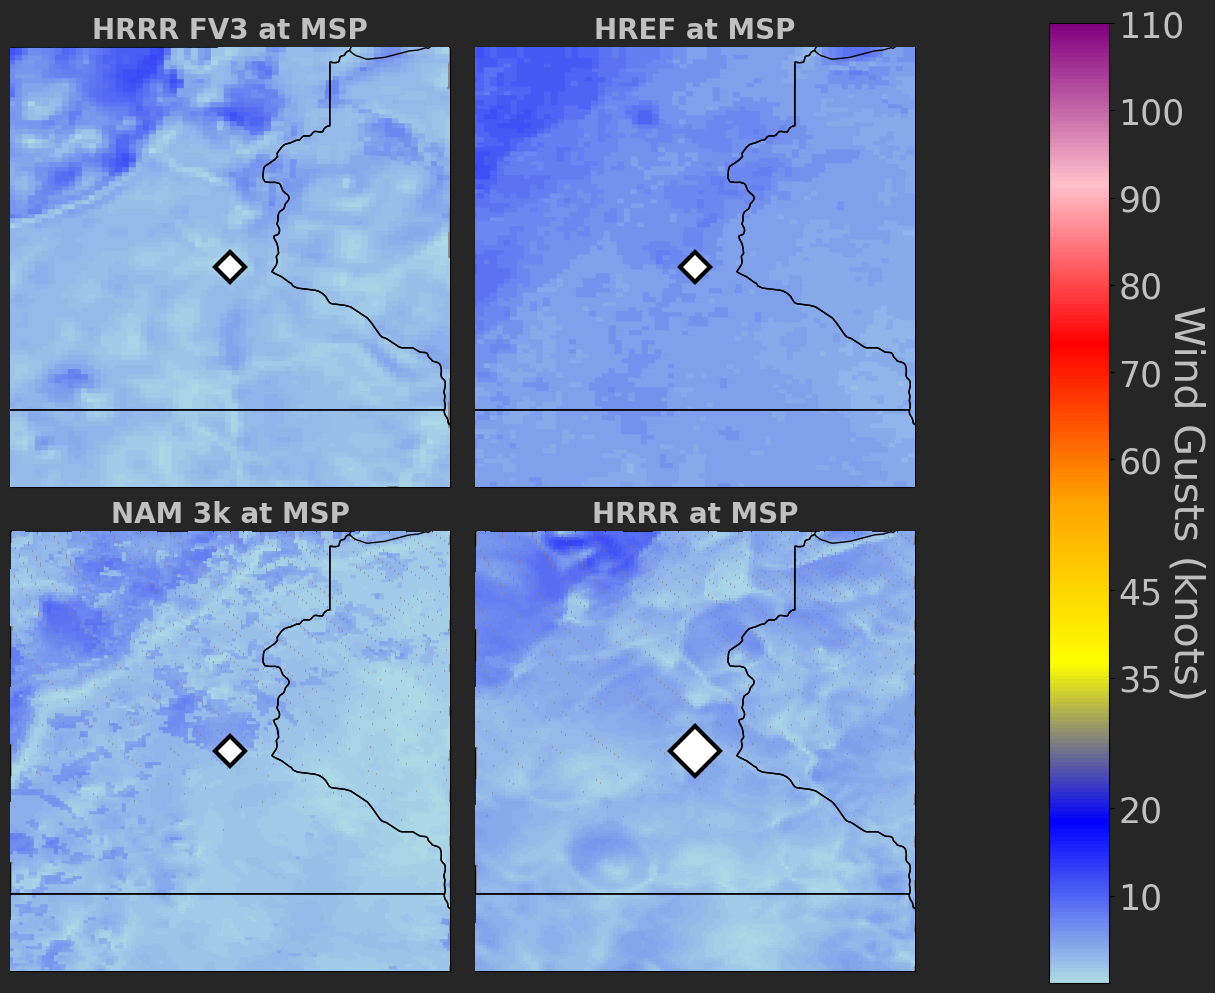 HRRR FV3 at MSP
HREF at MSP
NAM 3k at MSP
HRRR at MSP
110
100
90
80
70
60
45
35
20
10
Wind Gusts (knots)